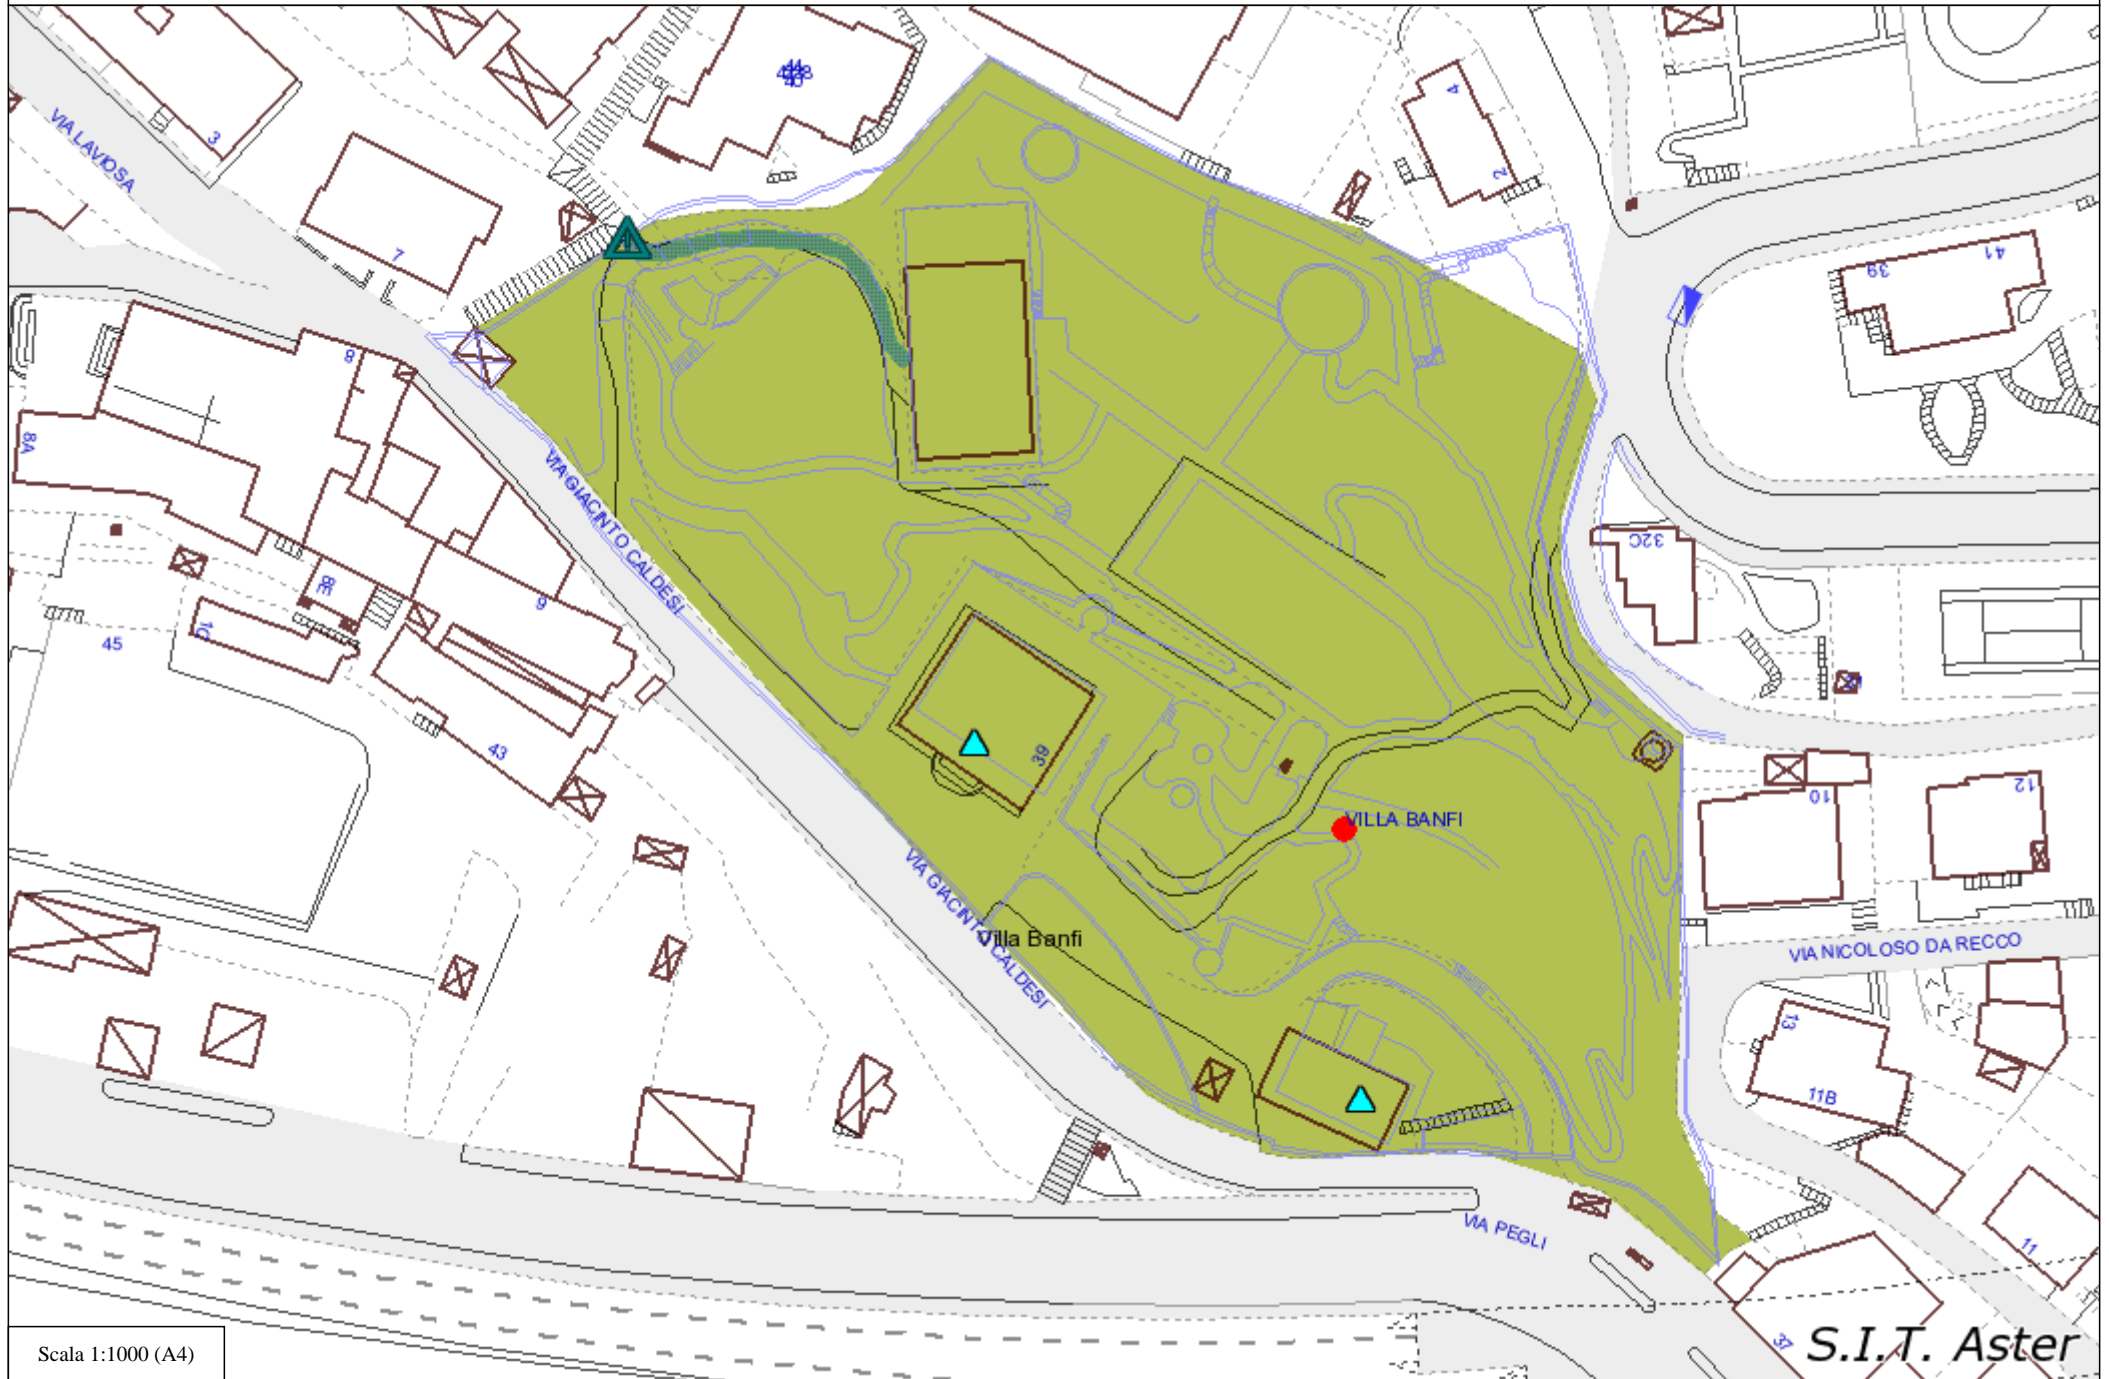 3
VIA LAVIOSA
7
4
2
39
41
8
8A
VIA GIACINTO CALDESI
32C
8E
1C
9
45
43
39
VILLA BANFI
10
12
VIA GIACINTO CALDESI
Villa Banfi
VIA NICOLOSO DA RECCO
13
11B
VIA PEGLI
11
37
Scala 1:1000 (A4)
S.I.T. Aster